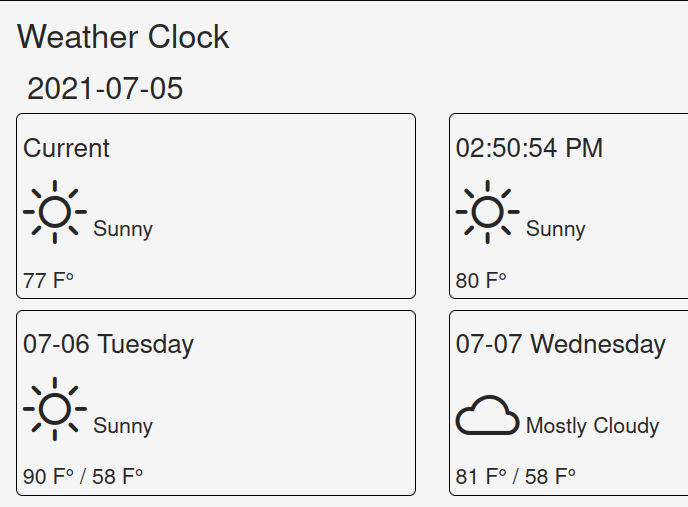 Weather Clock
2021-07-05
Current
Sunny
77 F°
02:50:54 PM
Sunny
80 F°
07-06 Tuesday
Sunny
90 F° / 58 F°
07-07 Wednesday
Mostly Cloudy
81 F° / 58 F°